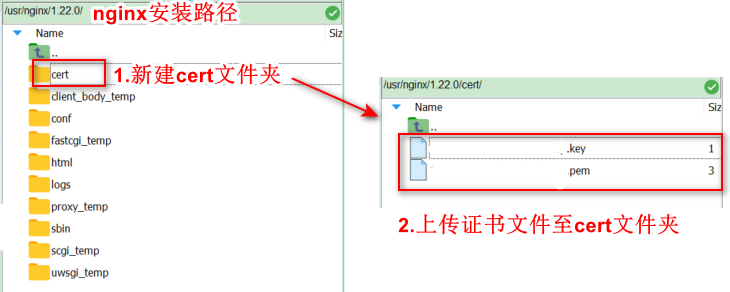 /usr/nginx/1.22.0/
nginx安装路径
Name
Siz
..
cert
1.新建cert文件夹
client_body_temp
conf
fastcgi_temp
html
logs
proxy_temp
sbin
scgi_temp
uwsgi_temp
/usr/nginx/1.22.0/cert/
Name
Siz
..
.key 1
.pem 3
2.上传证书文件至cert文件夹